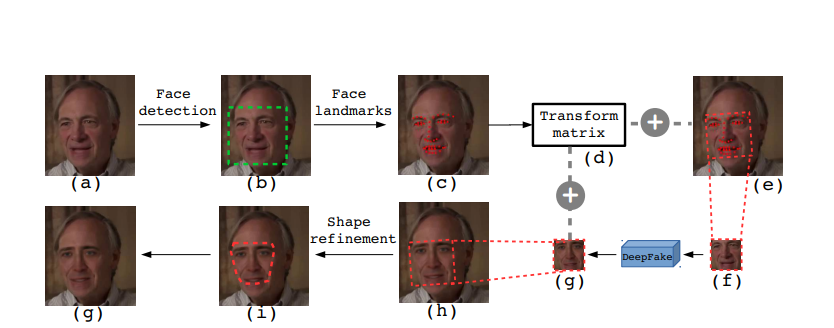 Face
detection
Face
landmarks
Transform
matrix
(a)
(b)
(c)
(d)
(e)
Shape
refinement
DeepFake
(g)
(i)
(h)
(g)
(f)